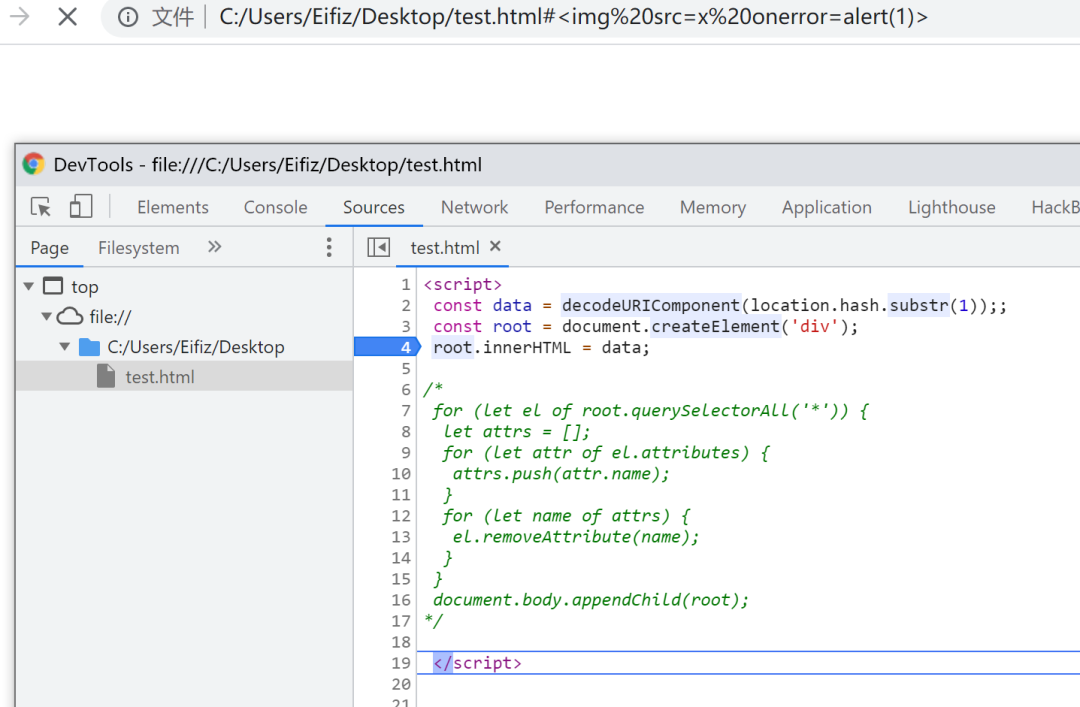 文件 C:/Users/Eifiz/Desktop/test.html#<img%20src=x%20onerror=alert(1)>
DevTools - file:///C:/Users/Eifiz/Desktop/test.html
Elements Console Sources Network Performance Memory Application Lighthouse HackB
Page Filesystem » test.html ×
top
file://
C:/Users/Eifiz/Desktop
test.html
1 <script>
2 const data = decodeURIComponent(location.hash.substr(1));;
3 const root = document.createElement('div');
4 root.innerHTML = data;
5
6 /*
7 for (let el of root.querySelectorAll('*')) {
8 let attrs = [];
9 for (let attr of el.attributes) {
10 attrs.push(attr.name);
11 }
12 for (let name of attrs) {
13 el.removeAttribute(name);
14 }
15 }
16 document.body.appendChild(root);
17 */
18
19 </script>
20
21